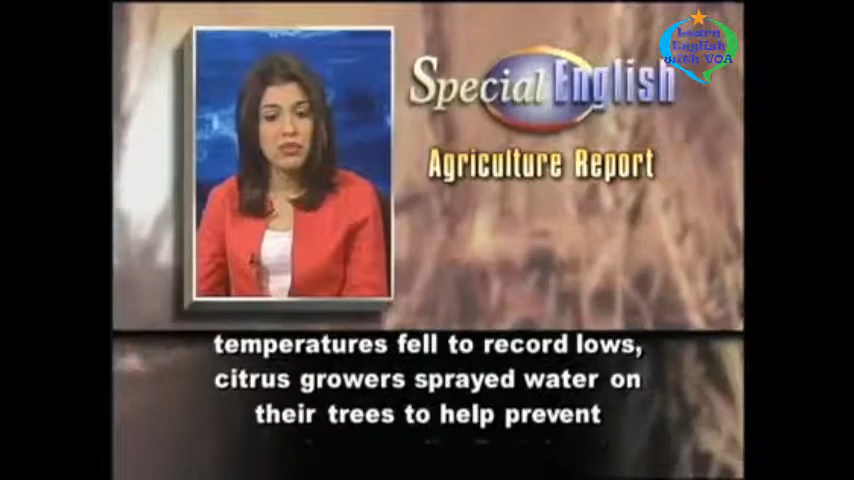 Learn
English
with VOA
Special English
Agriculture Report
temperatures fell to record lows,
citrus growers sprayed water on
their trees to help prevent